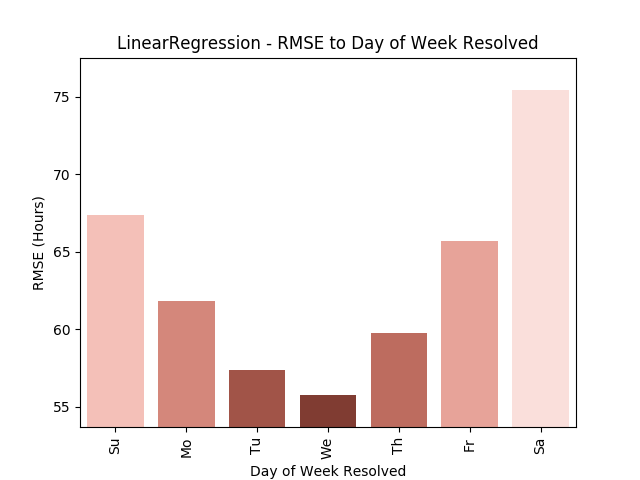 LinearRegression - RMSE to Day of Week Resolved
RMSE (Hours)
75
70
65
60
55
Su Mo Tu We Th Fr Sa
Day of Week Resolved